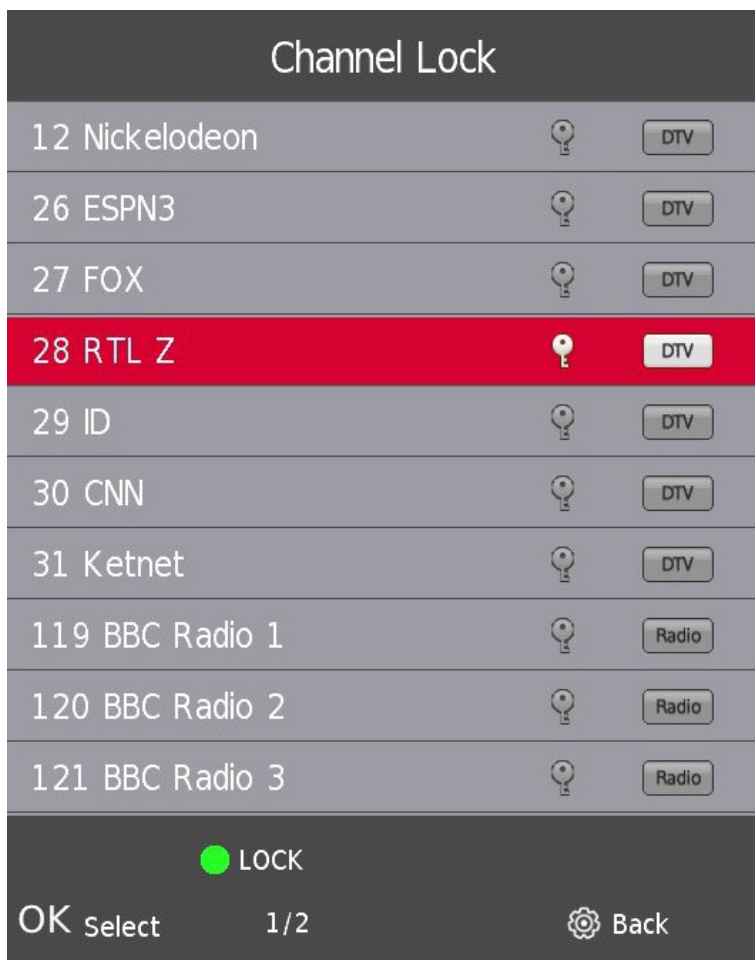 Channel Lock
12 Nickelodeon DTV
26 ESPN3 DTV
27 FOX DTV
28 RTL Z DTV
29 ID DTV
30 CNN DTV
31 Ketnet DTV
119 BBC Radio 1 Radio
120 BBC Radio 2 Radio
121 BBC Radio 3 Radio
LOCK
OK Select 1/2 Back